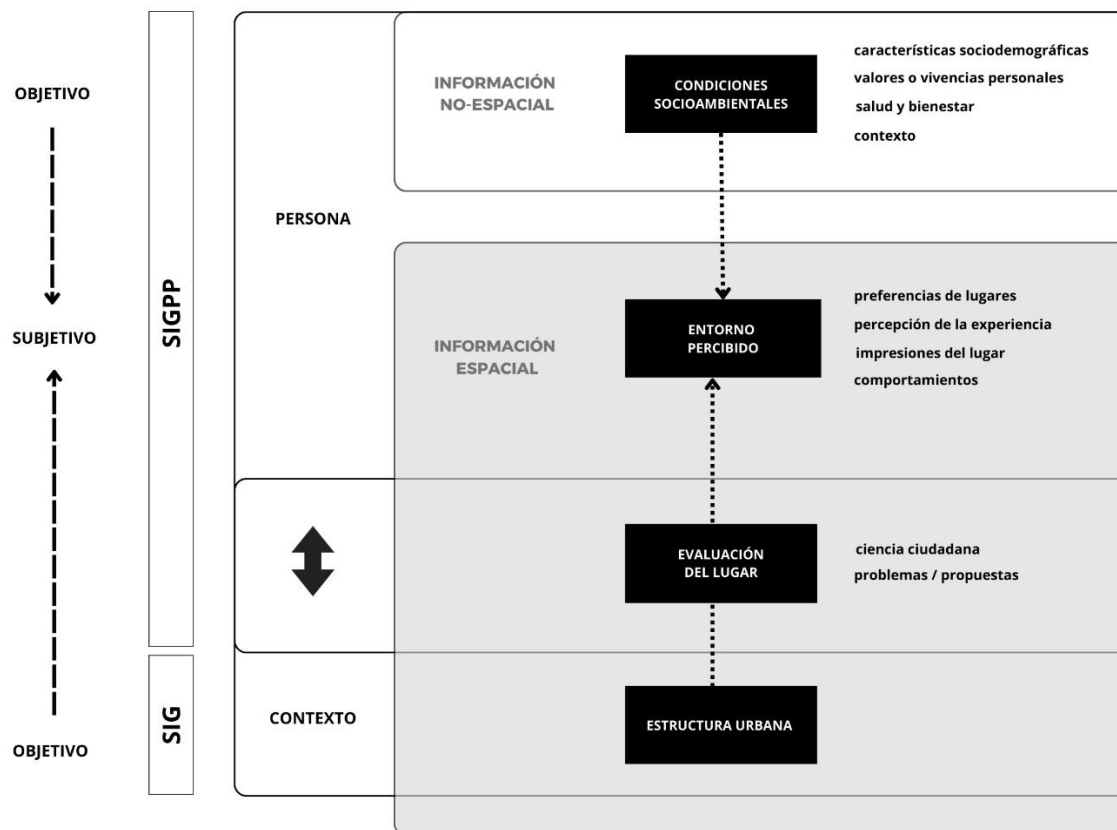 OBJETIVO
SUBJETIVO
OBJETIVO
SIGPP
SIG
PERSONA
CONTEXTO
INFORMACIÓN
NO-ESPACIAL
CONDICIONES
SOCIOAMBIENTALES
características sociodemográficas
valores o vivencias personales
salud y bienestar
contexto
INFORMACIÓN
ESPACIAL
ENTORNO
PERCIBIDO
preferencias de lugares
percepción de la experiencia
impresiones del lugar
comportamientos
EVALUACIÓN
DEL LUGAR
ciencia ciudadana
problemas / propuestas
ESTRUCTURA URBANA